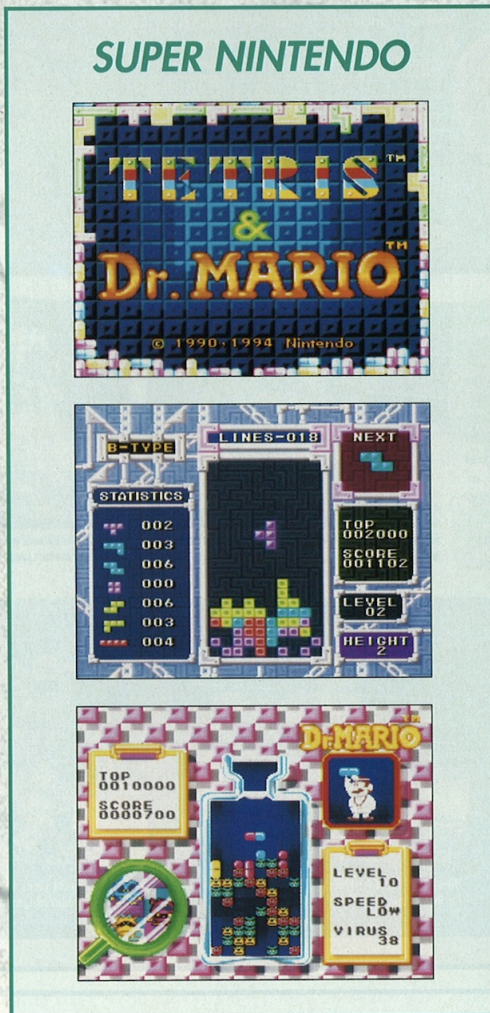 SUPER NINTENDO
TETRIS™
&
Dr. MARIO™
© 1990·1994 Nintendo
B-TYPE
LINES-018
NEXT
STATISTICS
002
003
006
000
006
003
004
TOP
002000
SCORE
001102
LEVEL
02
HEIGHT
2
TM
Dr.MARIO
TOP
0010000
SCORE
0000700
LEVEL
10
SPEED
LOW
VIRUS
38